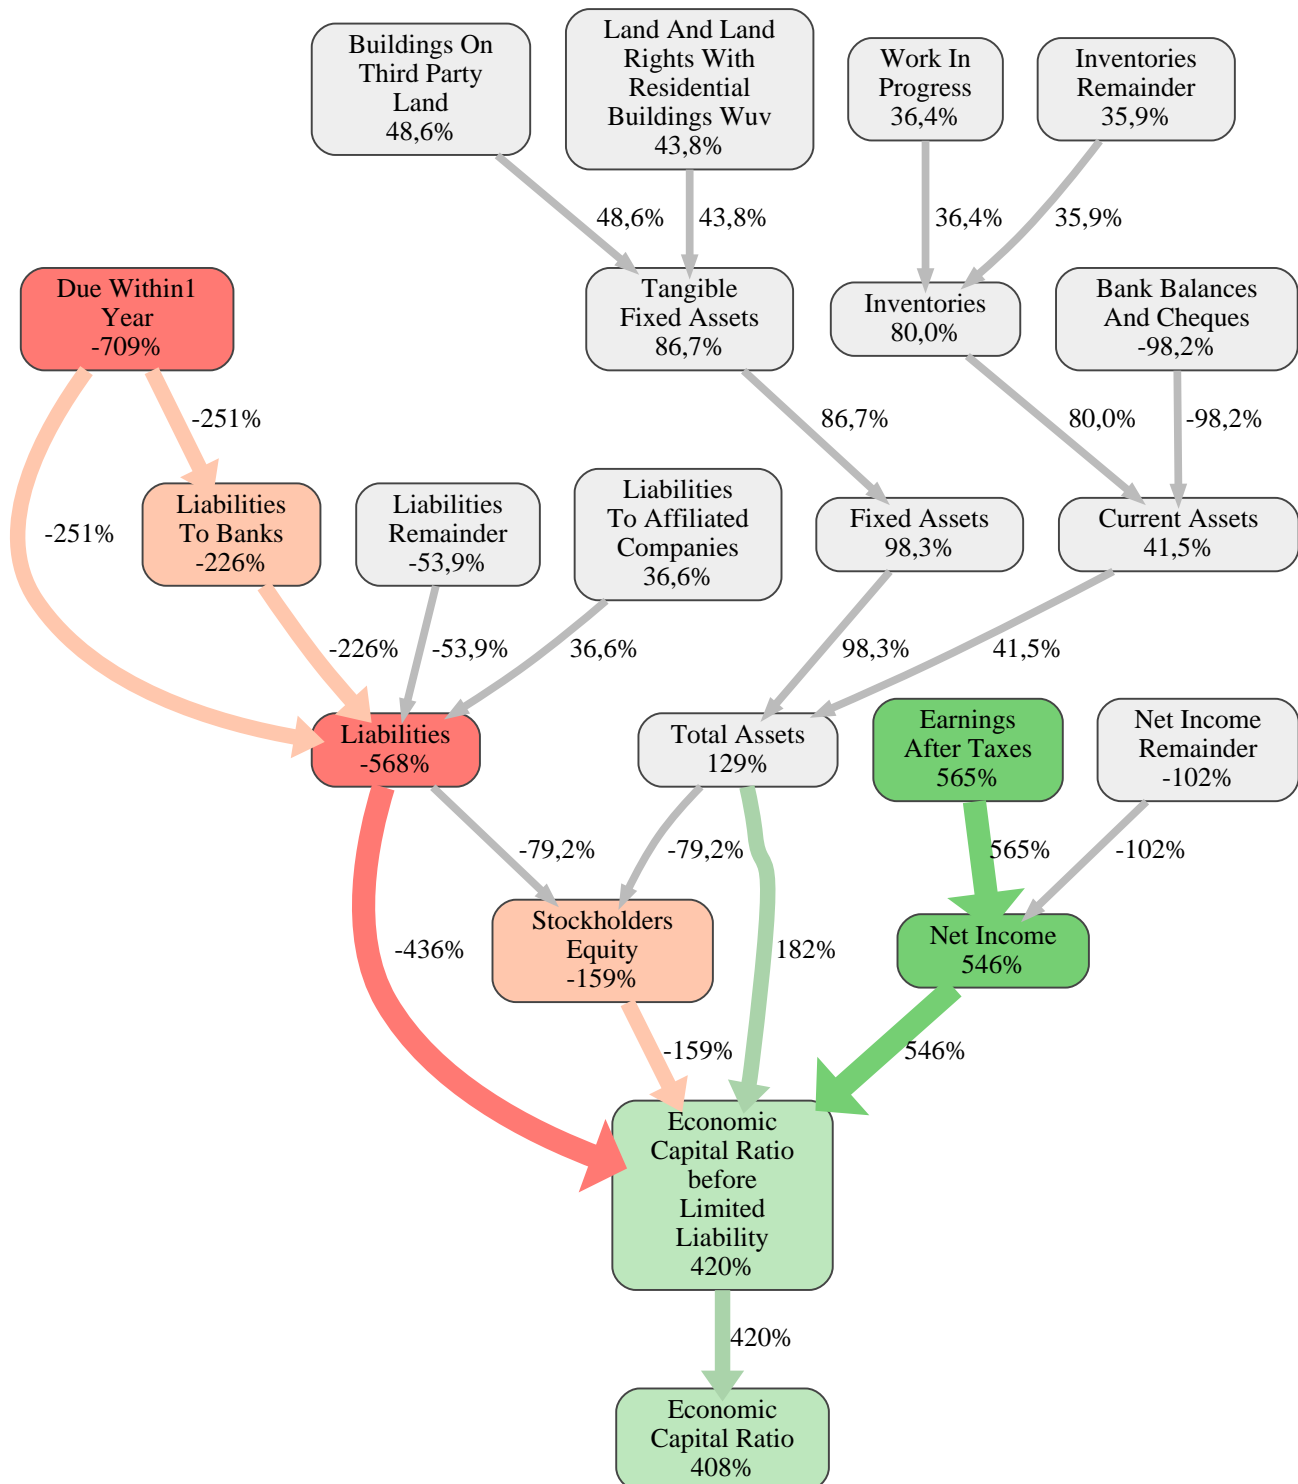 Buildings On
Third Party
Land
48,6%
Land And Land
Rights With
Residential
Buildings Wuv
43,8%
Work In
Progress
36,4%
Inventories
Remainder
35,9%
48,6%
43,8%
36,4%
35,9%
Due Within1
Year
-709%
Tangible
Fixed Assets
86,7%
Inventories
80,0%
Bank Balances
And Cheques
-98,2%
-251%
86,7%
80,0%
-98,2%
-251%
Liabilities
To Banks
-226%
Liabilities
Remainder
-53,9%
Liabilities
To Affiliated
Companies
36,6%
Fixed Assets
98,3%
Current Assets
41,5%
-226%
-53,9%
36,6%
98,3%
41,5%
Liabilities
-568%
Total Assets
129%
Earnings
After Taxes
565%
Net Income
Remainder
-102%
-79,2%
-79,2%
565%
-102%
-436%
Stockholders
Equity
-159%
182%
Net Income
546%
-159%
546%
Economic
Capital Ratio
before
Limited
Liability
420%
420%
Economic
Capital Ratio
408%